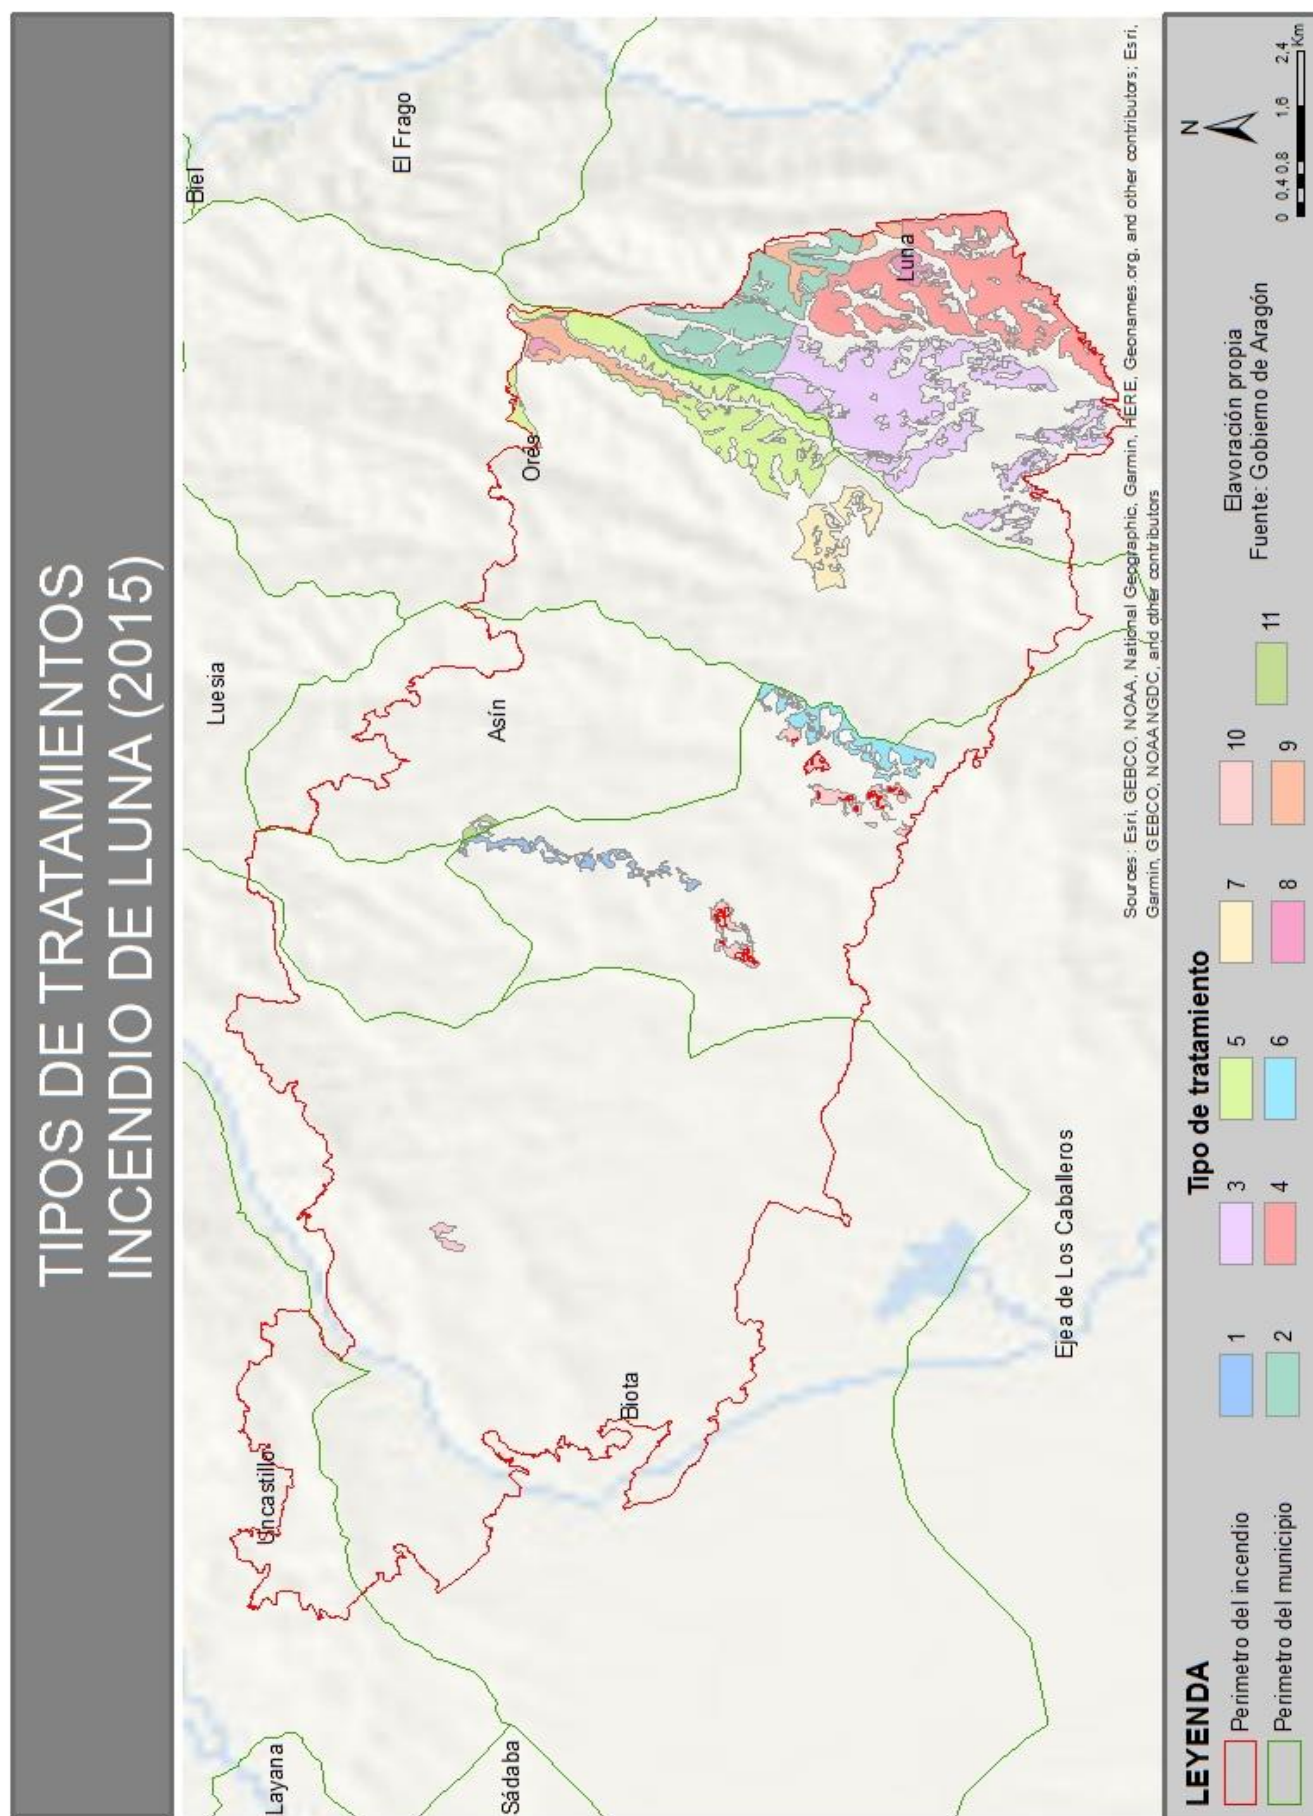 TIPOS DE TRATAMIENTOS
INCENDIO DE LUNA (2015)
Biel
Luesia
El Frago
Layana
Uncastillo
Asín
Orés
Sádaba
Biota
Luna
Ejea de Los Caballeros
Sources: Esri, GEBCO, NOAA, National Geographic, Garmin, HERE, Geonames.org, and other contributors; Esri,
Garmin, GEBCO, NOAA NGDC, and other contributors
LEYENDA
Perimetro del incendio
Perimetro del municipio
Tipo de tratamiento
1
2
3
4
5
6
7
8
10
9
11
Elavoración propia
Fuente: Gobierno de Aragón
N
0 0,4 0,8 1,6 2,4
Km